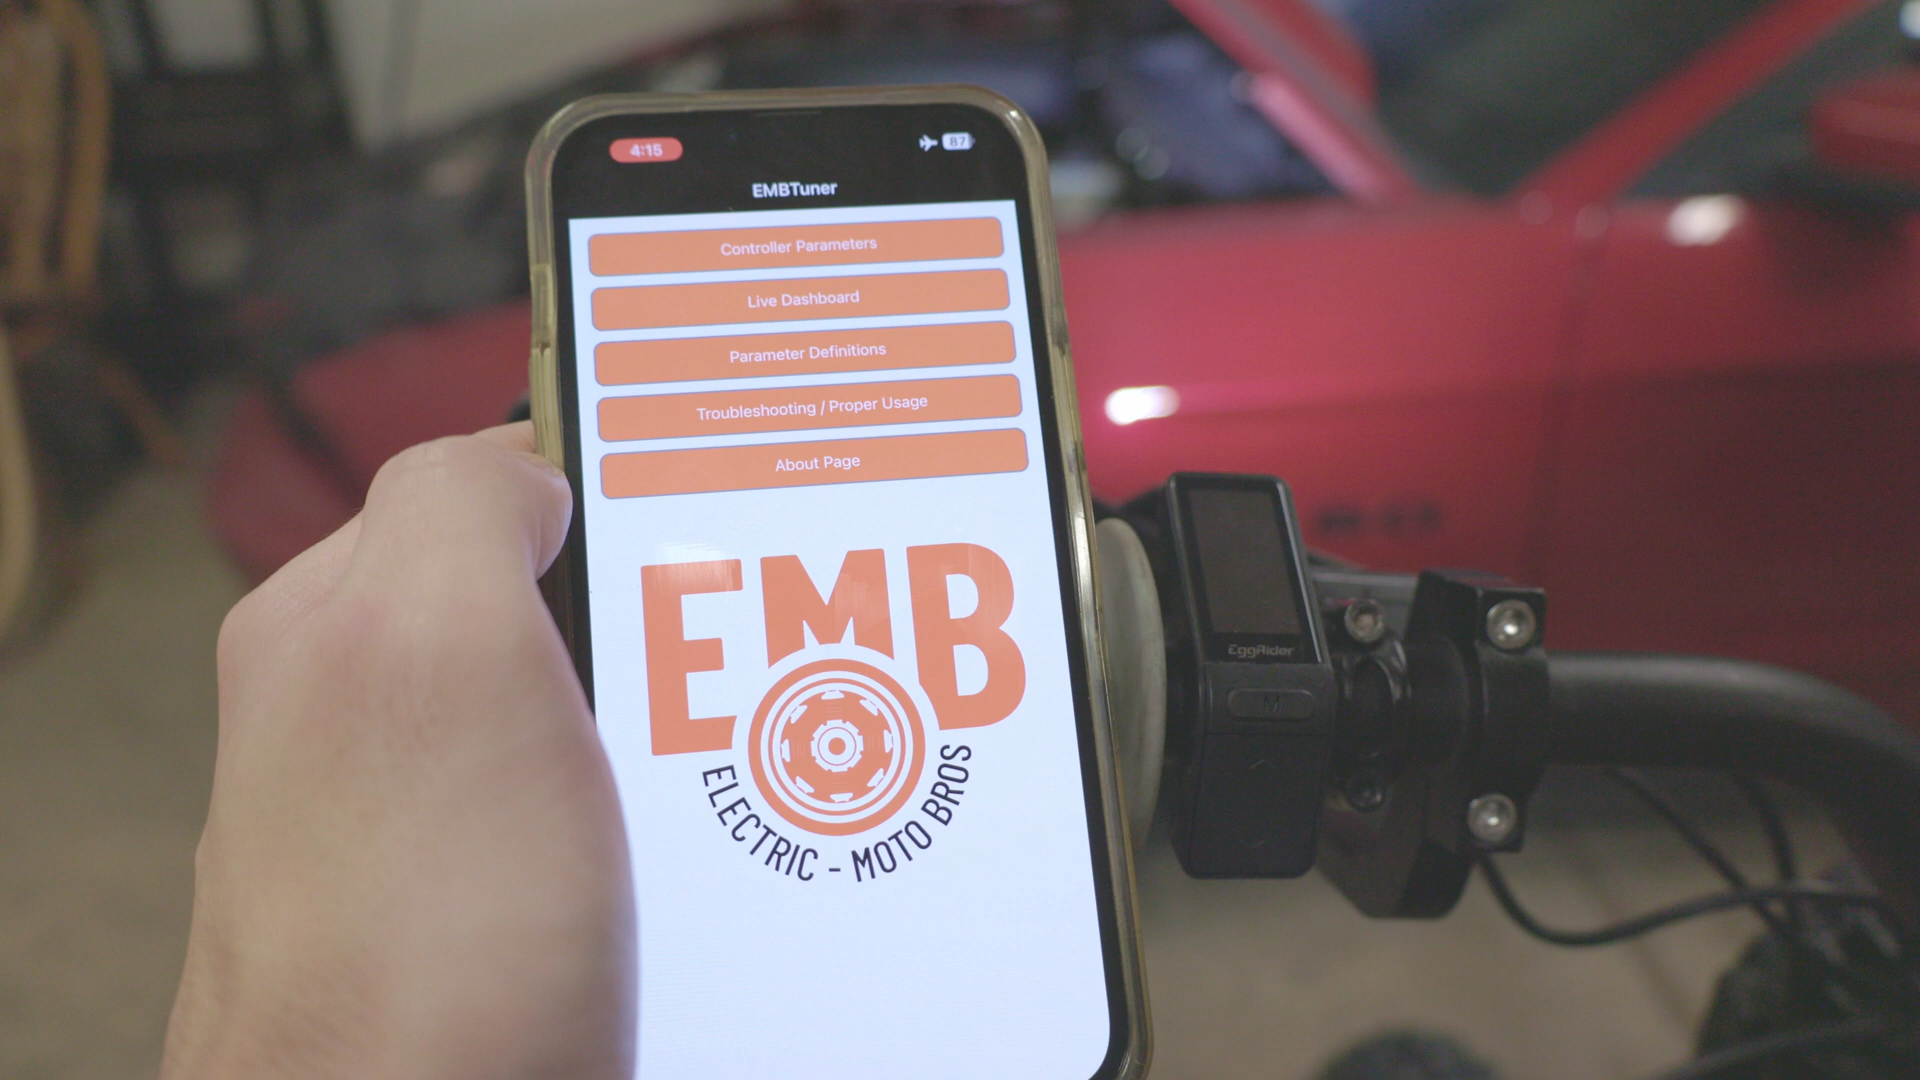 4:15
87
EMBTuner
Controller Parameters
Live Dashboard
Parameter Definitions
Troubleshooting / Proper Usage
About Page
EMB
ELECTRIC - MOTO BROS
EggRider
M